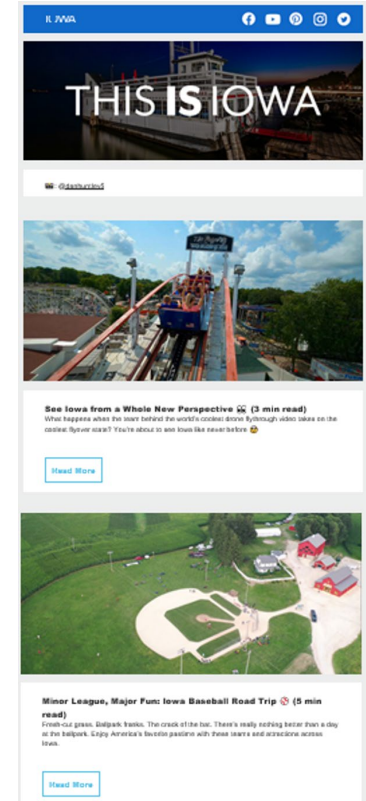 THIS IS IOWA
📷: @danhuntley5
See Iowa from a Whole New Perspective 👀 (3 min read)
What happens when the team behind the world's coolest drone flythrough video takes on the
coolest flyover state? You're about to see Iowa like never before 🤯
Read More
Minor League, Major Fun: Iowa Baseball Road Trip ⚾ (5 min
read)
Fresh-cut grass. Ballpark franks. The crack of the bat. There's really nothing better than a day
at the ballpark. Enjoy America's favorite pastime with these teams and attractions across
Iowa.
Read More